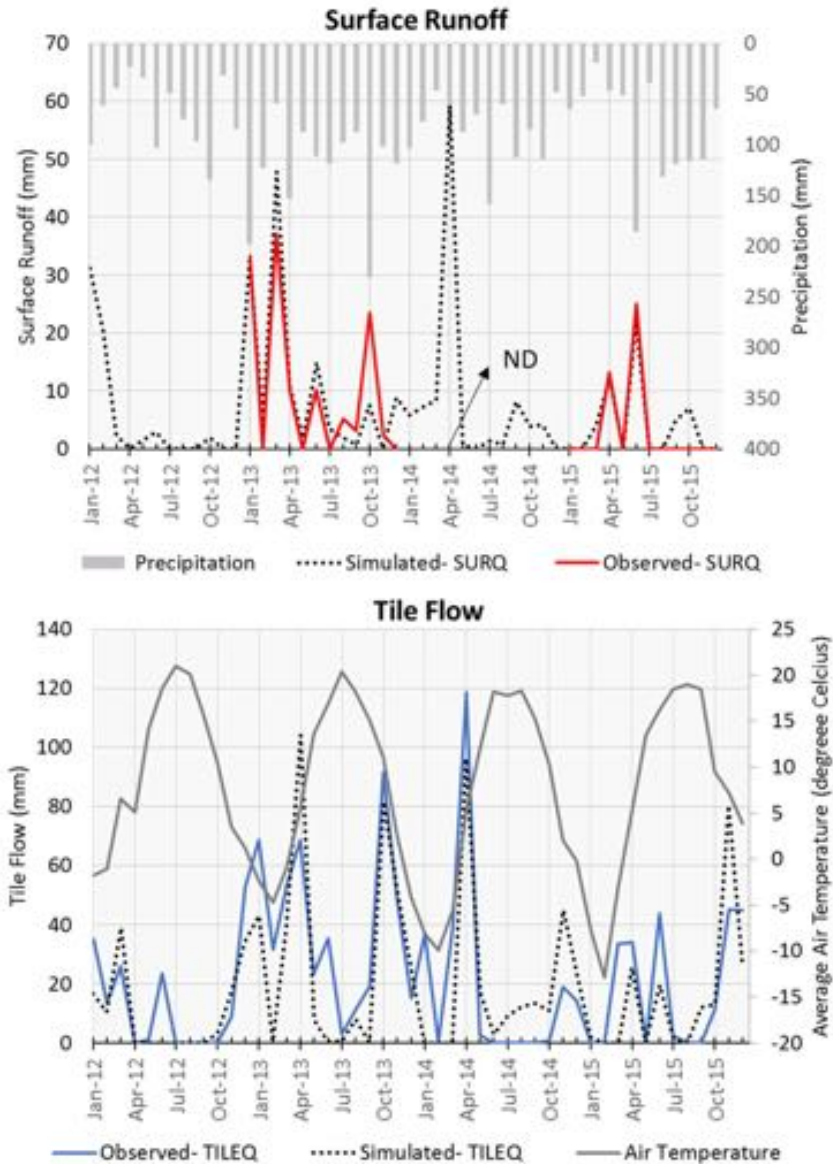 Surface Runoff
70
60
50
40
30
20
10
0
Surface Runoff (mm)
0
50
100
150
200
250
300
350
400
Precipitation (mm)
ND
Jan-12
Apr-12
Jul-12
Oct-12
Jan-13
Apr-13
Jul-13
Oct-13
Jan-14
Apr-14
Jul-14
Oct-14
Jan-15
Apr-15
Jul-15
Oct-15
Precipitation Simulated- SURQ Observed- SURQ
Tile Flow
140
120
100
80
60
40
20
0
Tile Flow (mm)
25
20
15
10
5
0
-5
-10
-15
-20
Average Air Temperature (degreee Celcius)
Jan-12
Apr-12
Jul-12
Oct-12
Jan-13
Apr-13
Jul-13
Oct-13
Jan-14
Apr-14
Jul-14
Oct-14
Jan-15
Apr-15
Jul-15
Oct-15
Observed- TILEQ Simulated- TILEQ Air Temperature